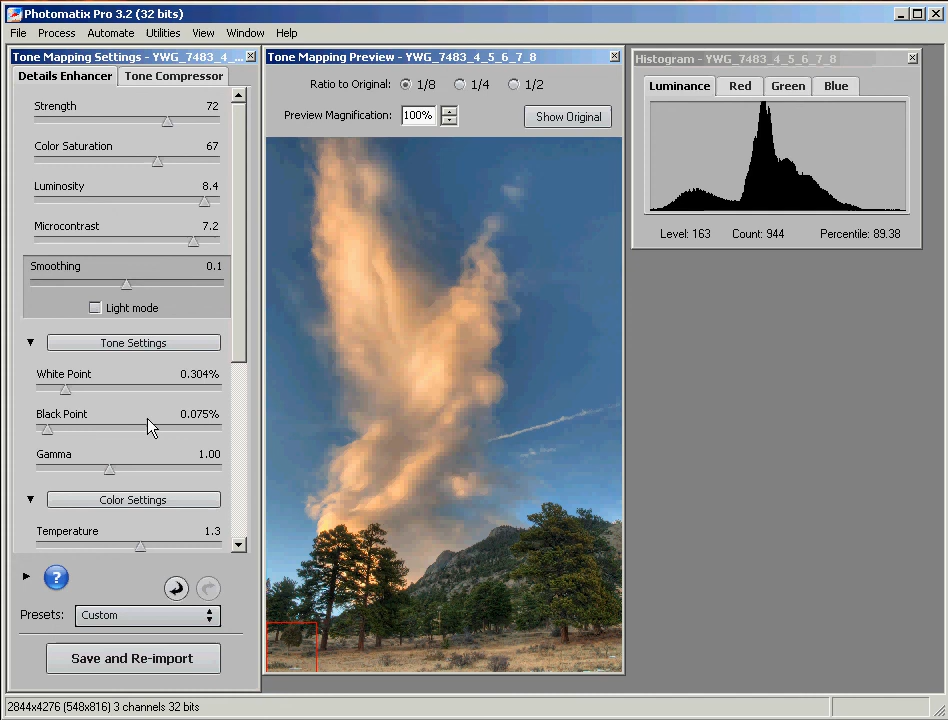 Photomatix Pro 3.2 (32 bits)
File Process Automate Utilities View Window Help
Tone Mapping Settings - YWG_7483_4_...
Details Enhancer Tone Compressor
Strength 72
Color Saturation 67
Luminosity 8.4
Microcontrast 7.2
Smoothing 0.1
Light mode
Tone Settings
White Point 0.304%
Black Point 0.075%
Gamma 1.00
Color Settings
Temperature 1.3
?
Presets: Custom
Save and Re-import
Tone Mapping Preview - YWG_7483_4_5_6_7_8
Ratio to Original: 1/8 1/4 1/2
Preview Magnification: 100% Show Original
Histogram - YWG_7483_4_5_6_7_8
Luminance Red Green Blue
Level: 163 Count: 944 Percentile: 89.38
2844x4276 (548x816) 3 channels 32 bits